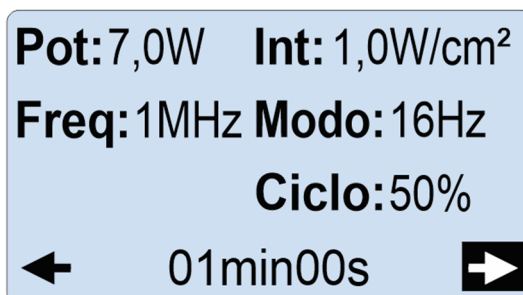 Pot:7,0W Int:1,0W/cm²
Freq:1MHz Modo:16Hz
Ciclo:50%
01min00s